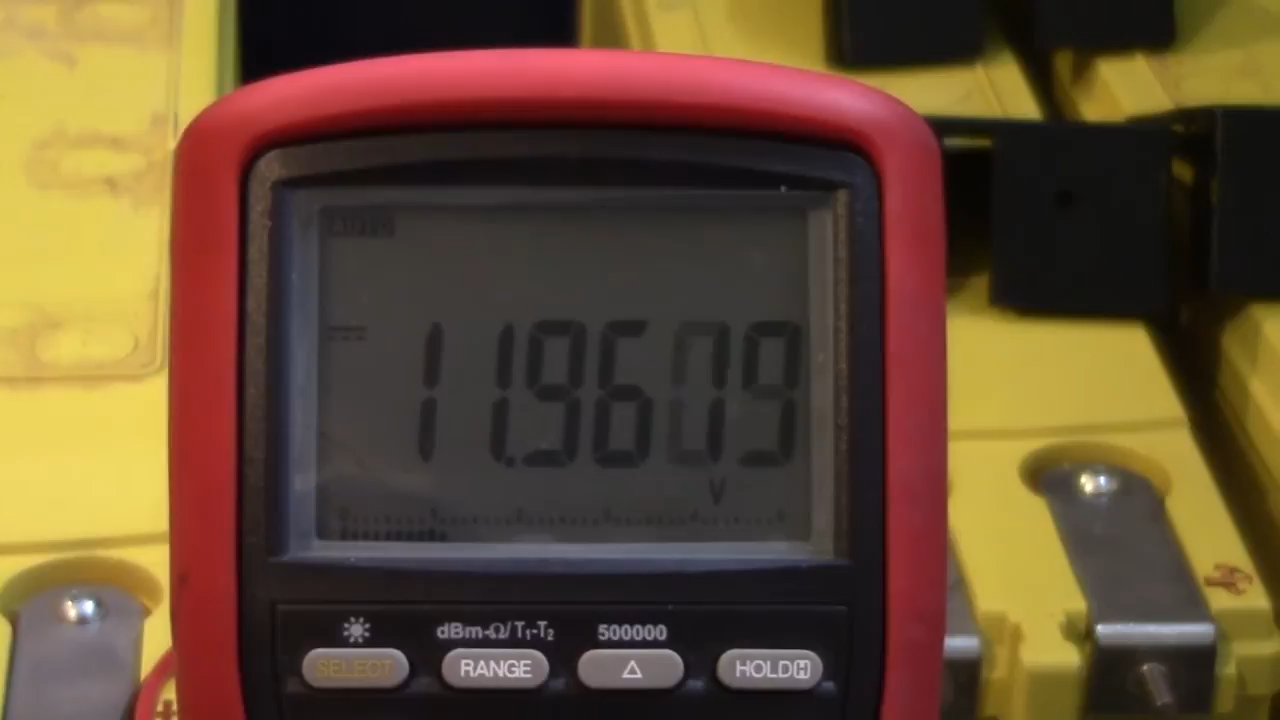 11.9609
V
dBm-Ω/T₁-T₂ 500000
SELECT RANGE △ HOLD H